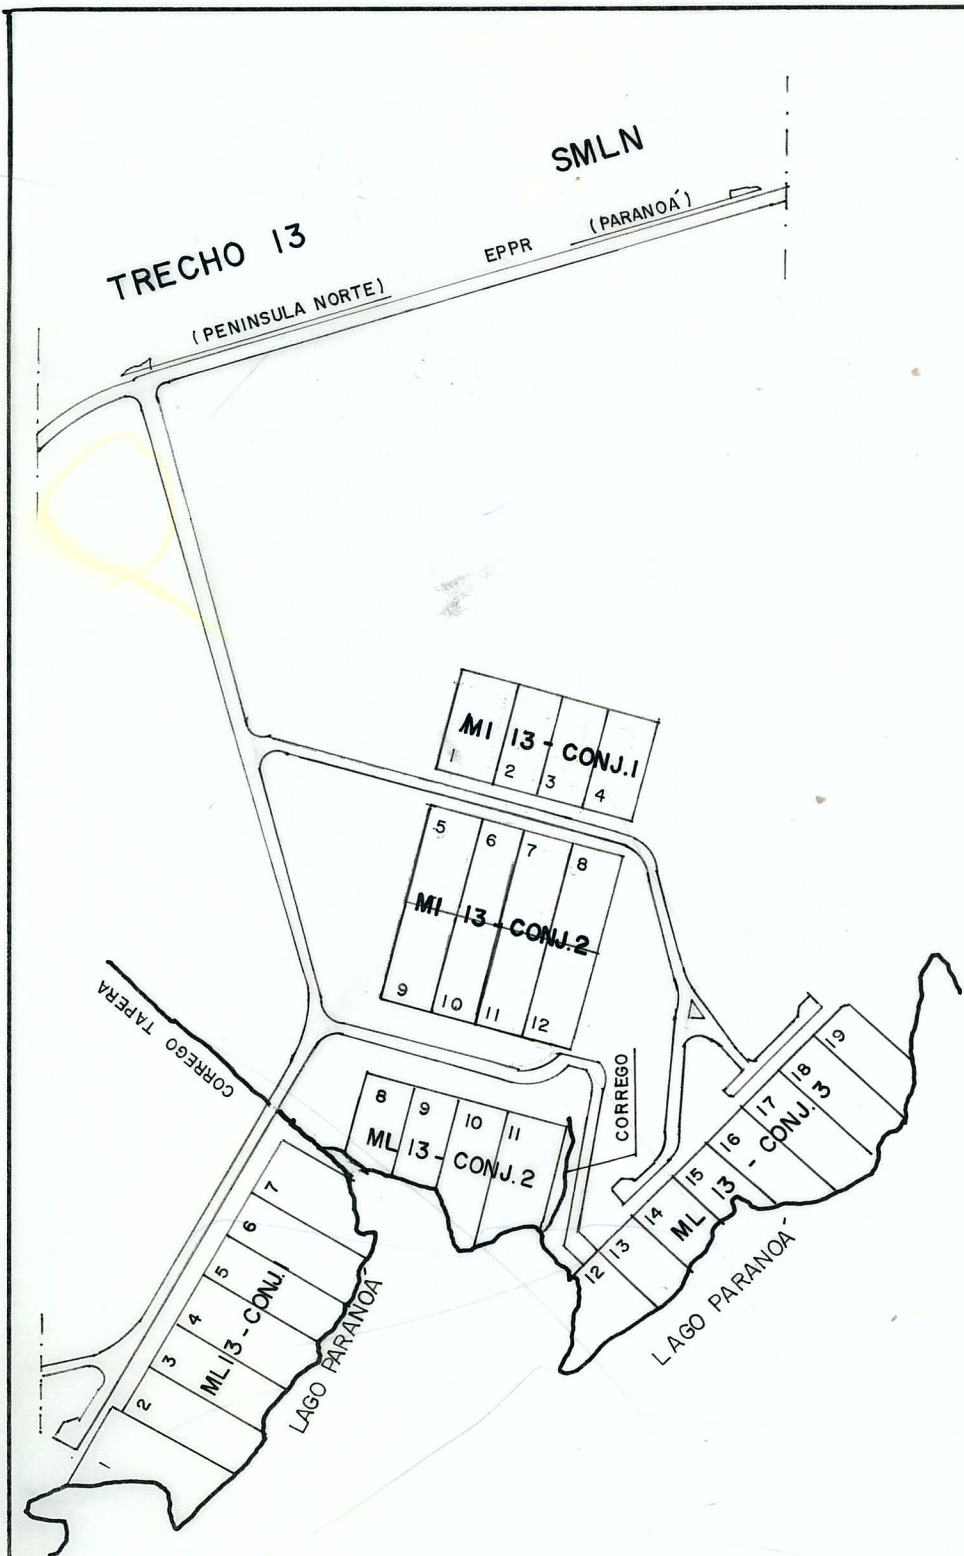 SMLN
TRECHO 13
(PARANOÁ)
EPPR
(PENINSULA NORTE)
MI 13 - CONJ.1
1
2
3
4
5
6
7
8
MI 13 - CONJ.2
9
10
11
12
CORREGO TAPERA
CORREGO
8
9
10
11
ML 13 - CONJ.2
19
18
17
16
15
14
13
12
ML 13 - CONJ. 3
LAGO PARANOÁ
7
6
5
4
3
2
1
ML 13 - CONJ.1
LAGO PARANOÁ